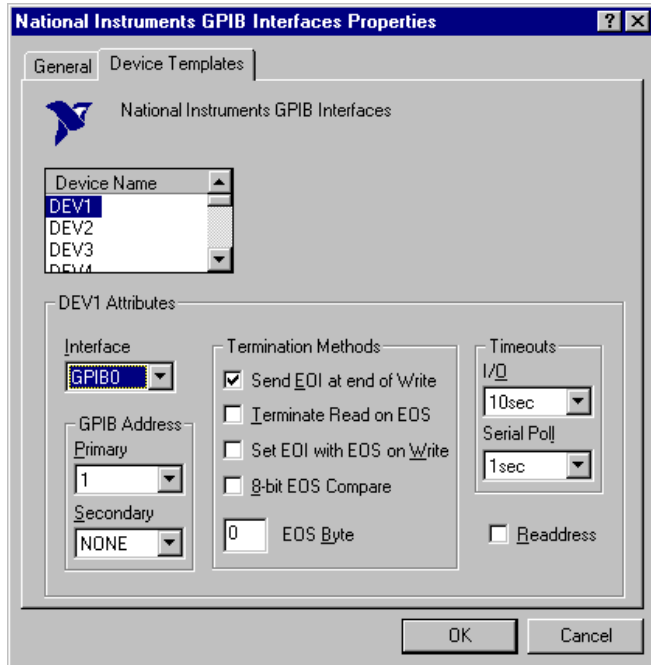 National Instruments GPIB Interfaces Properties
General
Device Templates
National Instruments GPIB Interfaces
Device Name
DEV1
DEV2
DEV3
DEV4
DEV1 Attributes
Interface
GPIB0
GPIB Address
Primary
1
Secondary
NONE
Termination Methods
Send EOI at end of Write
Terminate Read on EOS
Set EOI with EOS on Write
8-bit EOS Compare
0
EOS Byte
Timeouts
I/O
10sec
Serial Poll
1sec
Readdress
OK
Cancel